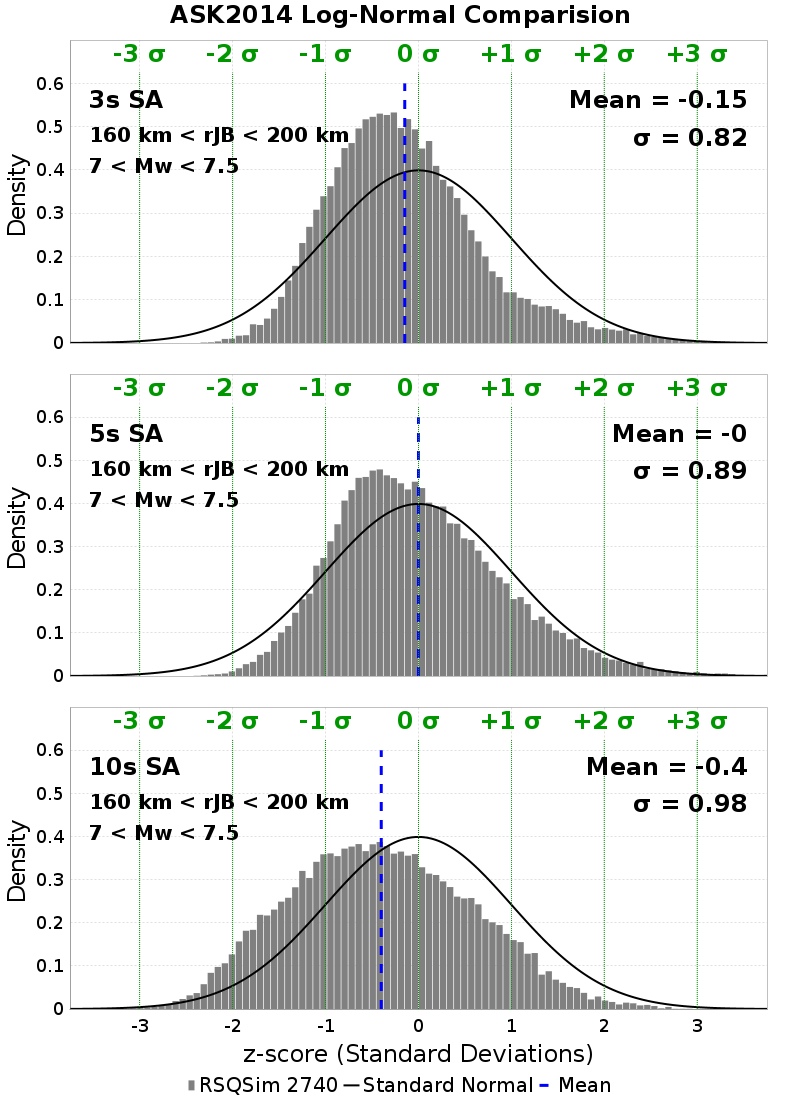 ASK2014 Log-Normal Comparision
-3 σ -2 σ -1 σ 0 σ +1 σ +2 σ +3 σ
3s SA
160 km < rJB < 200 km
7 < Mw < 7.5
Mean = -0.15
σ = 0.82
Density
0.6
0.5
0.4
0.3
0.2
0.1
0
-3 σ -2 σ -1 σ 0 σ +1 σ +2 σ +3 σ
5s SA
160 km < rJB < 200 km
7 < Mw < 7.5
Mean = -0
σ = 0.89
Density
0.6
0.5
0.4
0.3
0.2
0.1
0
-3 σ -2 σ -1 σ 0 σ +1 σ +2 σ +3 σ
10s SA
160 km < rJB < 200 km
7 < Mw < 7.5
Mean = -0.4
σ = 0.98
Density
0.6
0.5
0.4
0.3
0.2
0.1
0
-3 -2 -1 0 1 2 3
z-score (Standard Deviations)
RSQSim 2740 Standard Normal Mean